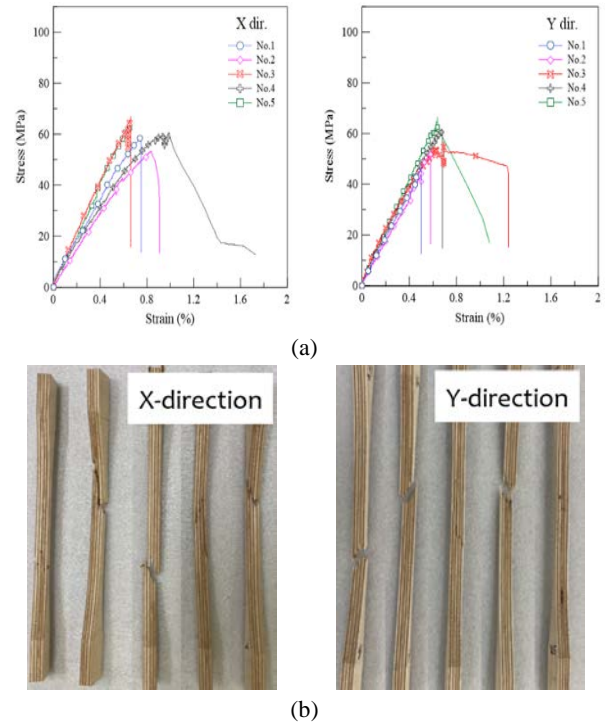 X dir.
No.1
No.2
No.3
No.4
No.5
Stress (MPa)
100
80
60
40
20
0
0 0.4 0.8 1.2 1.6 2
Strain (%)
Y dir.
No.1
No.2
No.3
No.4
No.5
Stress (MPa)
100
80
60
40
20
0
0 0.4 0.8 1.2 1.6 2
Strain (%)
(a)
X-direction
Y-direction
(b)